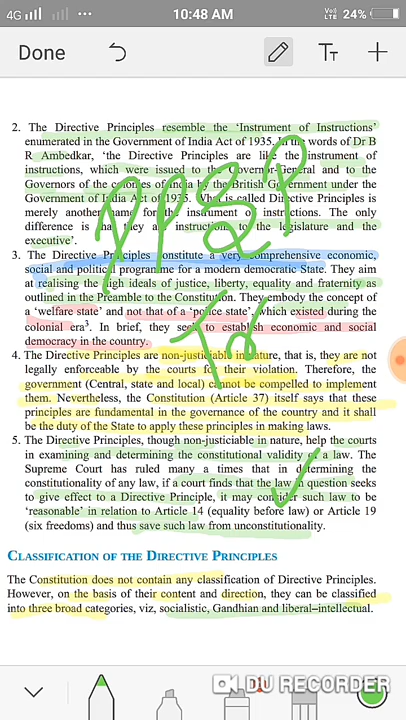 4G 10:48 AM VoI) LTE 24%
Done
2. The Directive Principles resemble the ‘Instrument of Instructions’
enumerated in the Government of India Act of 1935. In the words of Dr B
R Ambedkar, ‘the Directive Principles are like the instrument of
instructions, which were issued to the Governor-General and to the
Governors of the colonies of India by the British Government under the
Government of India Act of 1935. What is called Directive Principles is
merely another name for the instrument of instructions. The only
difference is that they are instructions to the legislature and the
executive’.
3. The Directive Principles constitute a very comprehensive economic,
social and political programme for a modern democratic State. They aim
at realising the high ideals of justice, liberty, equality and fraternity as
outlined in the Preamble to the Constitution. They embody the concept of
a ‘welfare state’ and not that of a ‘police state’, which existed during the
colonial era3. In brief, they seek to establish economic and social
democracy in the country.
4. The Directive Principles are non-justiciable in nature, that is, they are not
legally enforceable by the courts for their violation. Therefore, the
government (Central, state and local) cannot be compelled to implement
them. Nevertheless, the Constitution (Article 37) itself says that these
principles are fundamental in the governance of the country and it shall
be the duty of the State to apply these principles in making laws.
5. The Directive Principles, though non-justiciable in nature, help the courts
in examining and determining the constitutional validity of a law. The
Supreme Court has ruled many a times that in determining the
constitutionality of any law, if a court finds that the law in question seeks
to give effect to a Directive Principle, it may consider such law to be
‘reasonable’ in relation to Article 14 (equality before law) or Article 19
(six freedoms) and thus save such law from unconstitutionality.
CLASSIFICATION OF THE DIRECTIVE PRINCIPLES
The Constitution does not contain any classification of Directive Principles.
However, on the basis of their content and direction, they can be classified
into three broad categories, viz, socialistic, Gandhian and liberal–intellectual.
DU RECORDER